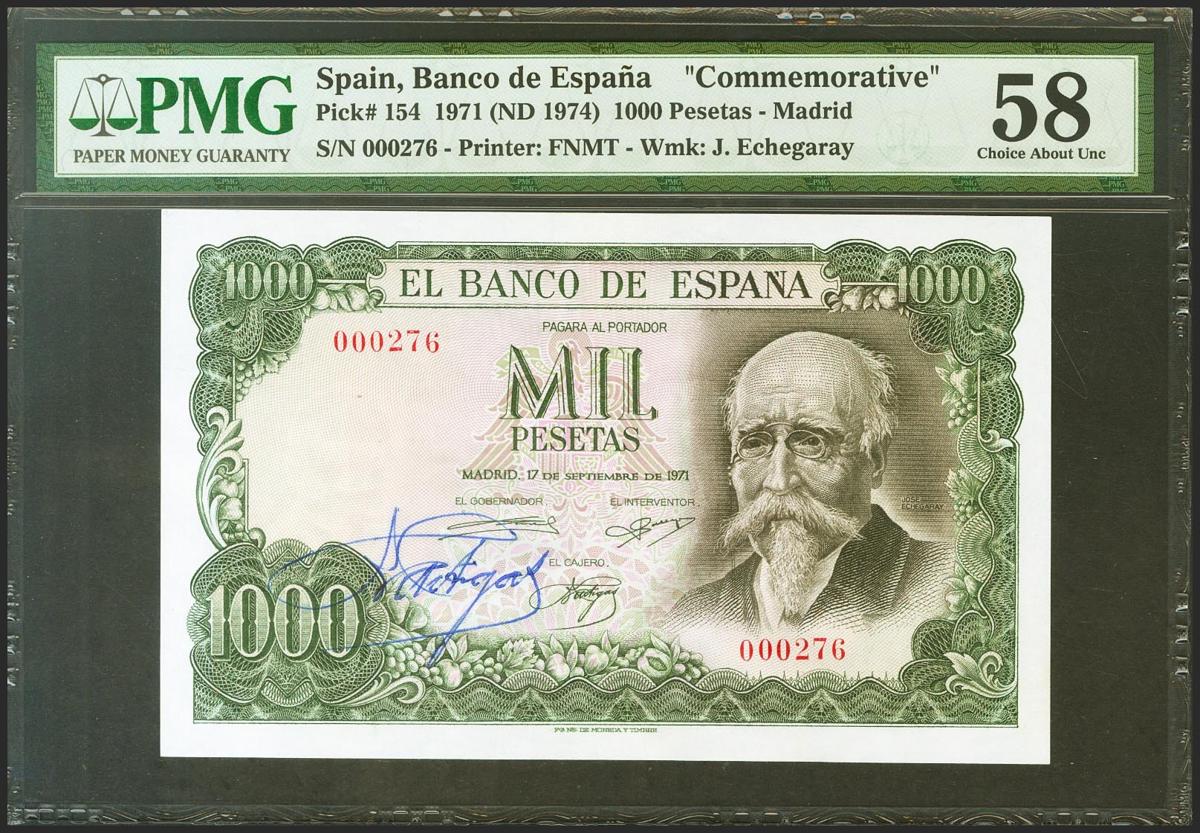 PMG
PAPER MONEY GUARANTY
Spain, Banco de España "Commemorative"
Pick# 154 1971 (ND 1974) 1000 Pesetas - Madrid
S/N 000276 - Printer: FNMT - Wmk: J. Echegaray
58
Choice About Unc
1000 EL BANCO DE ESPAÑA 1000
PAGARA AL PORTADOR
000276
MIL
PESETAS
MADRID, 17 DE SEPTIEMBRE DE 1971
EL GOBERNADOR EL INTERVENTOR
JOSE
ECHEGARAY
EL CAJERO.
1000
000276
DE MONEDA Y TIMBRE